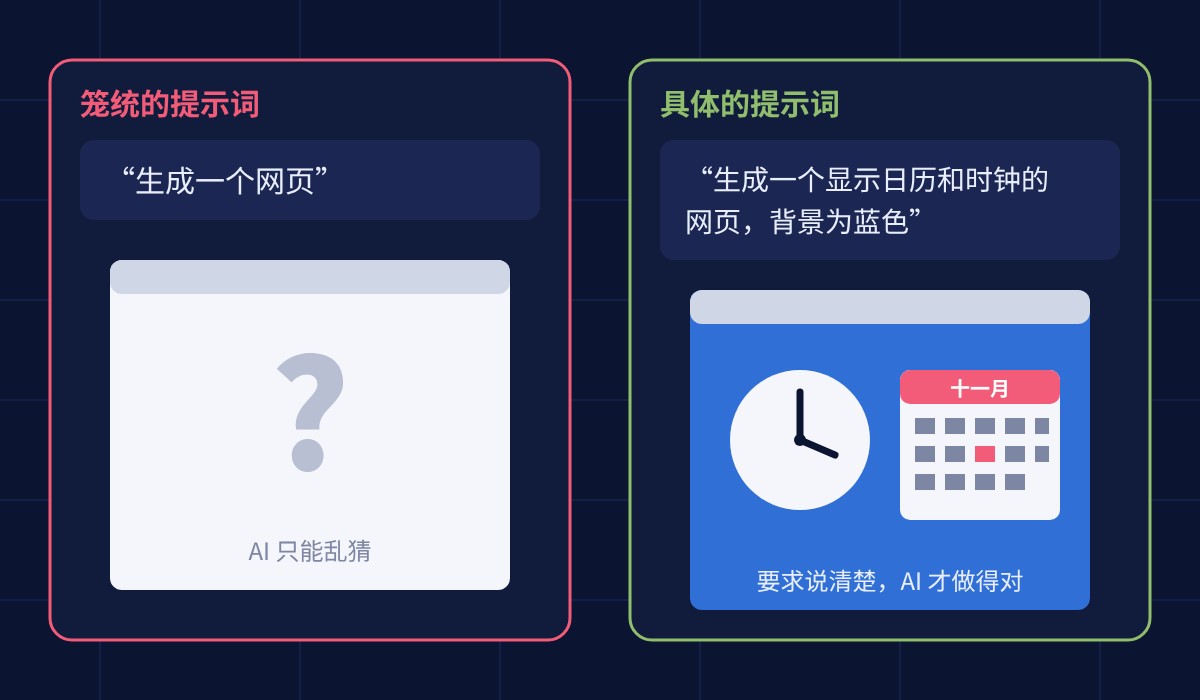 笼统的提示词
“生成一个网页”
?
AI 只能乱猜
具体的提示词
“生成一个显示日历和时钟的
网页，背景为蓝色”
十一月
要求说清楚，AI 才做得对